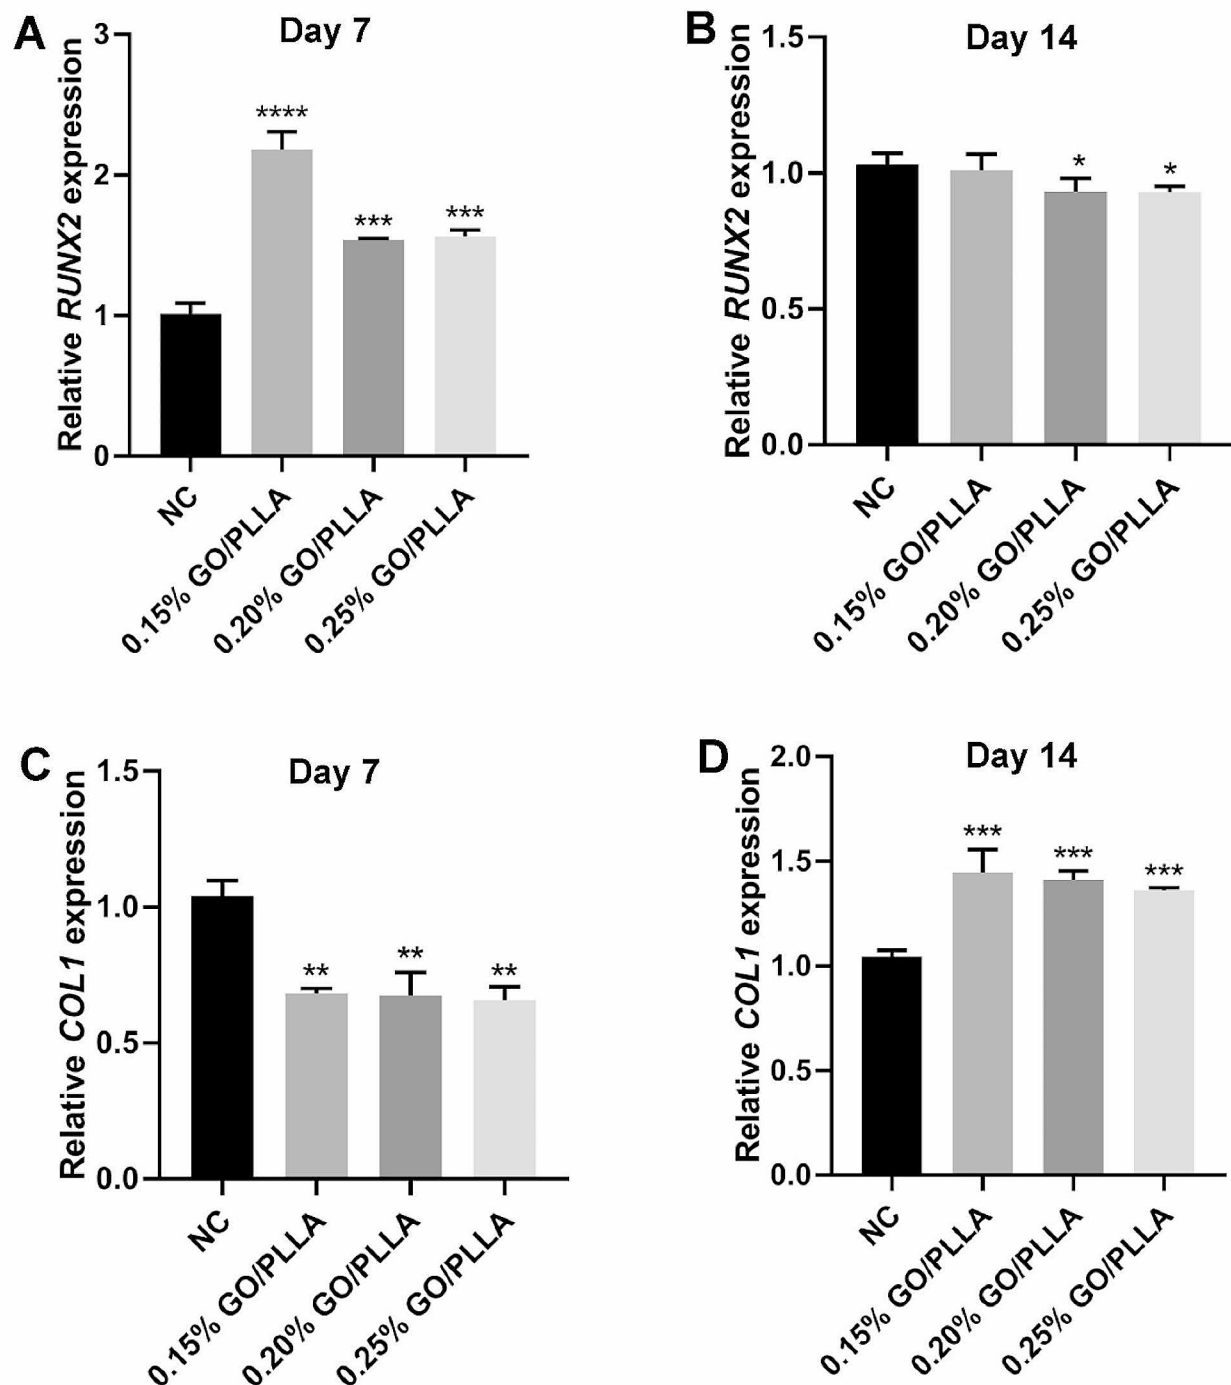 A
Day 7
Relative RUNX2 expression
3
2
1
0
****
***
***
NC
0.15% GO/PLLA
0.20% GO/PLLA
0.25% GO/PLLA
B
Day 14
Relative RUNX2 expression
1.5
1.0
0.5
0.0
*
*
NC
0.15% GO/PLLA
0.20% GO/PLLA
0.25% GO/PLLA
C
Day 7
Relative COL1 expression
1.5
1.0
0.5
0.0
**
**
**
NC
0.15% GO/PLLA
0.20% GO/PLLA
0.25% GO/PLLA
D
Day 14
Relative COL1 expression
2.0
1.5
1.0
0.5
0.0
***
***
***
NC
0.15% GO/PLLA
0.20% GO/PLLA
0.25% GO/PLLA